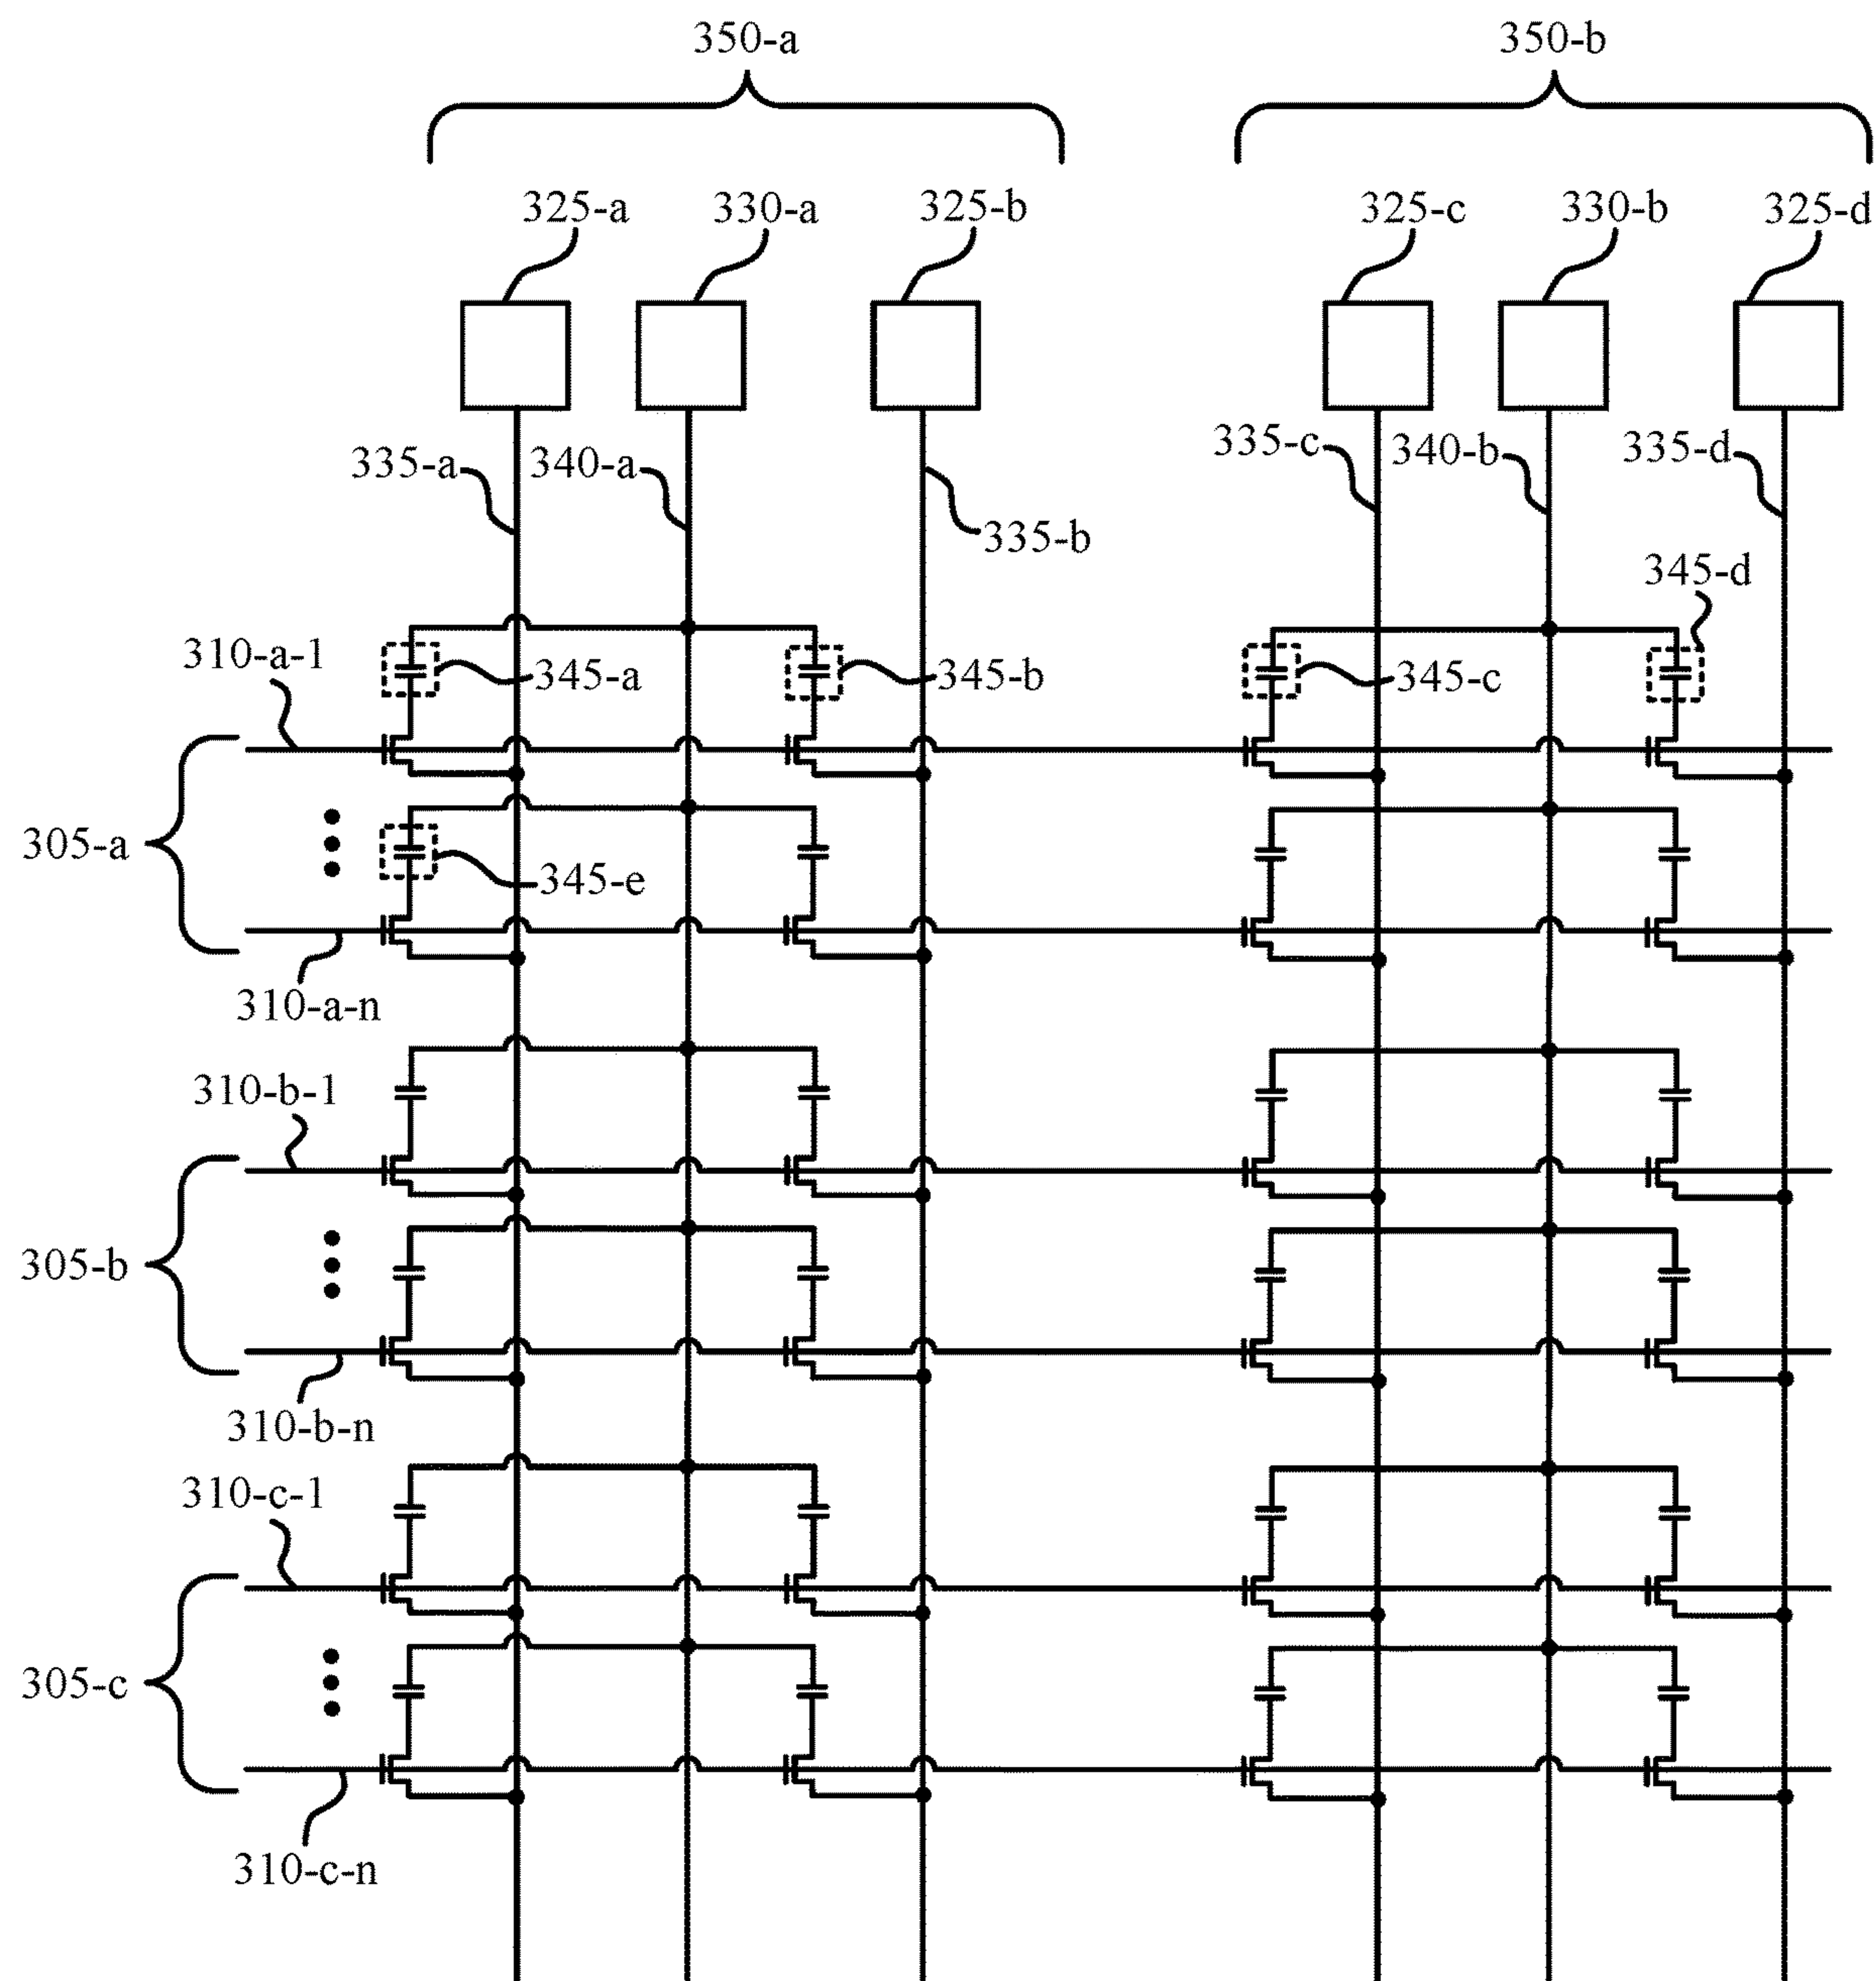 350-a 350-b
325-a 330-a 325-b 325-c 330-b 325-d
335-a 340-a 335-b 335-c 340-b 335-d
345-d
310-a-1 345-a 345-b 345-c
305-a
345-e
310-a-n
310-b-1
305-b
310-b-n
310-c-1
305-c
310-c-n